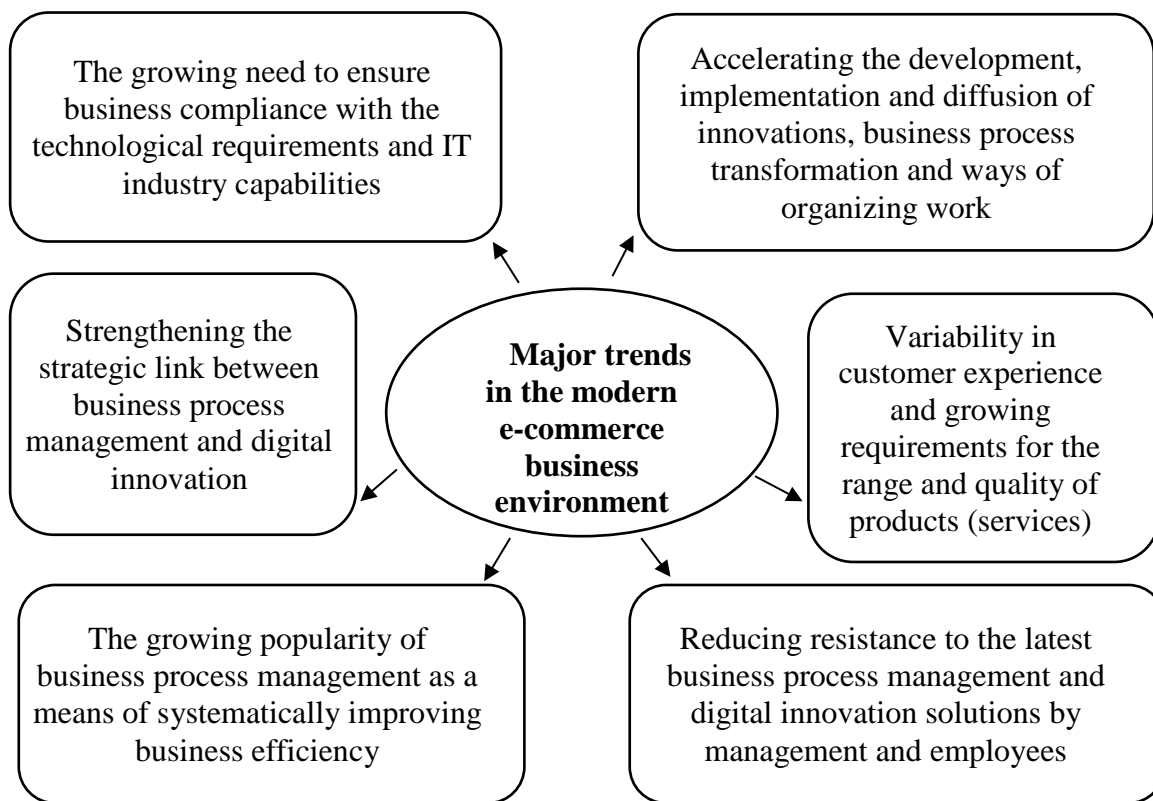 The growing need to ensure
business compliance with the
technological requirements and IT
industry capabilities
Accelerating the development,
implementation and diffusion of
innovations, business process
transformation and ways of
organizing work
Strengthening the
strategic link between
business process
management and digital
innovation
Major trends
in the modern
e-commerce
business
environment
Variability in
customer experience
and growing
requirements for the
range and quality of
products (services)
The growing popularity of
business process management as a
means of systematically improving
business efficiency
Reducing resistance to the latest
business process management and
digital innovation solutions by
management and employees